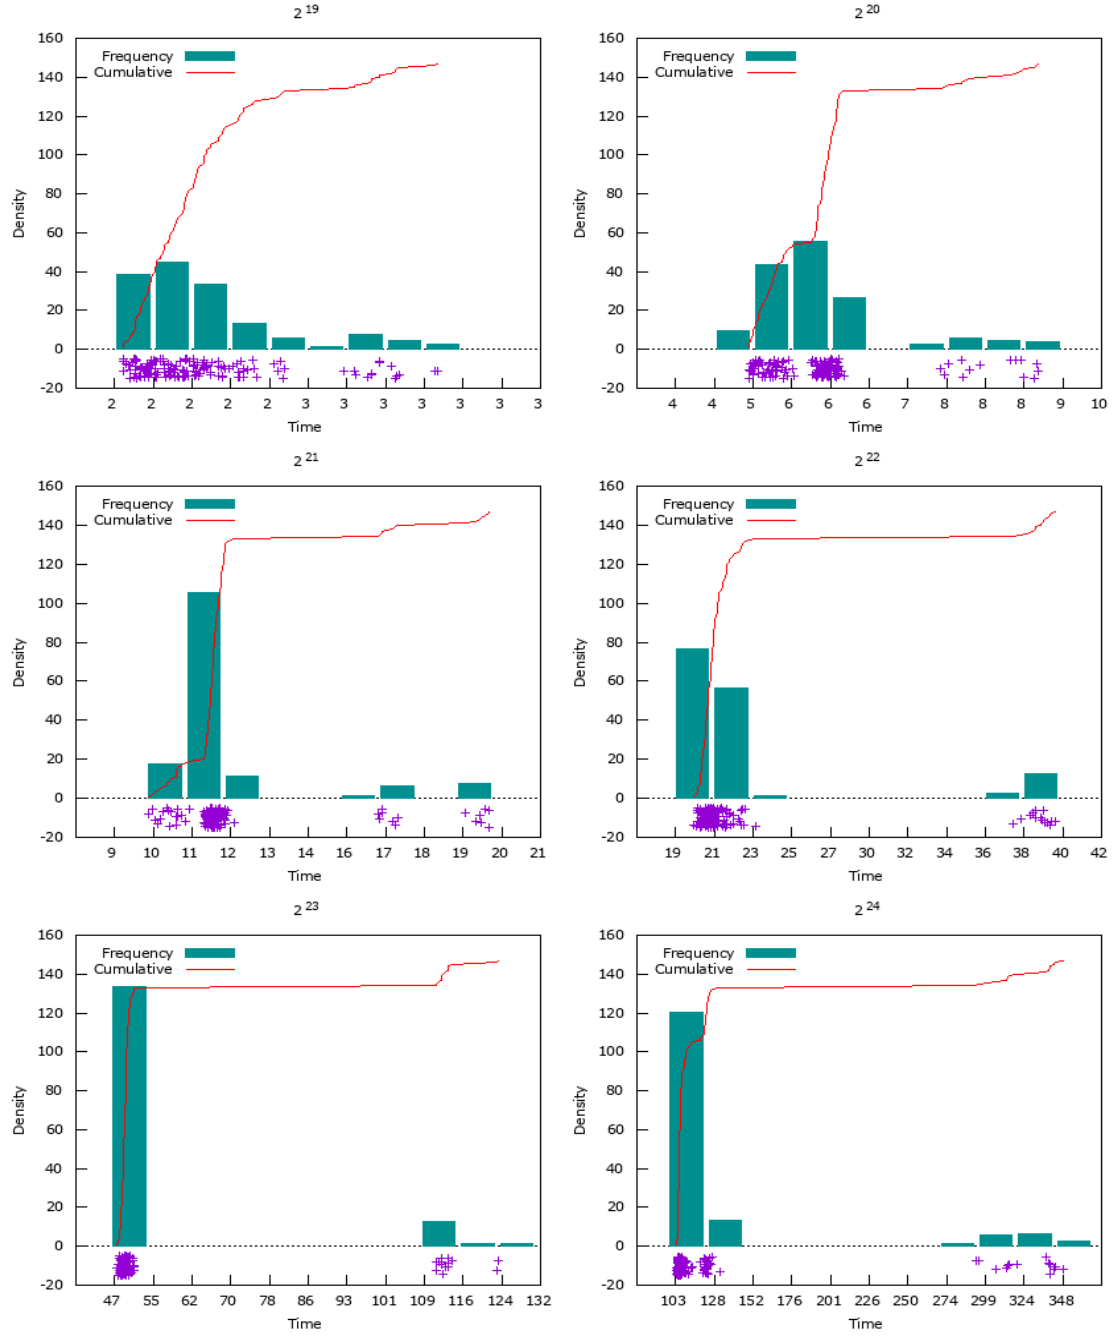 2 19
160
Frequency
140
Cumulative
120
100
80
60
40
20
0
-20
Density
2 2 2 2 2 3 3 3 3 3 3 3
Time
2 20
160
Frequency
140
Cumulative
120
100
80
60
40
20
0
-20
Density
4 4 5 6 6 6 7 8 8 8 9 10
Time
2 21
160
Frequency
140
Cumulative
120
100
80
60
40
20
0
-20
Density
9 10 11 12 13 14 16 17 18 19 20 21
Time
2 22
160
Frequency
140
Cumulative
120
100
80
60
40
20
0
-20
Density
19 21 23 25 27 30 32 34 36 38 40 42
Time
2 23
160
Frequency
140
Cumulative
120
100
80
60
40
20
0
-20
Density
47 55 62 70 78 86 93 101 109 116 124 132
Time
2 24
160
Frequency
140
Cumulative
120
100
80
60
40
20
0
-20
Density
103 128 152 176 201 226 250 274 299 324 348
Time